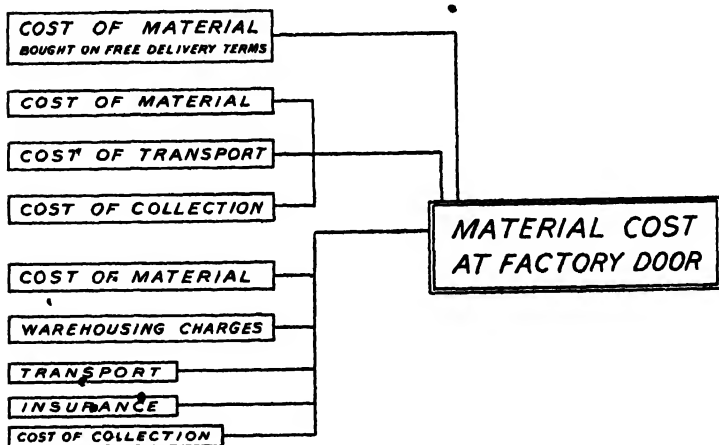 COST OF MATERIAL
BOUGHT ON FREE DELIVERY TERMS
COST OF MATERIAL
COST OF TRANSPORT
COST OF COLLECTION
MATERIAL COST
AT FACTORY DOOR
COST OF MATERIAL
WAREHOUSING CHARGES
TRANSPORT
INSURANCE
COST OF COLLECTION